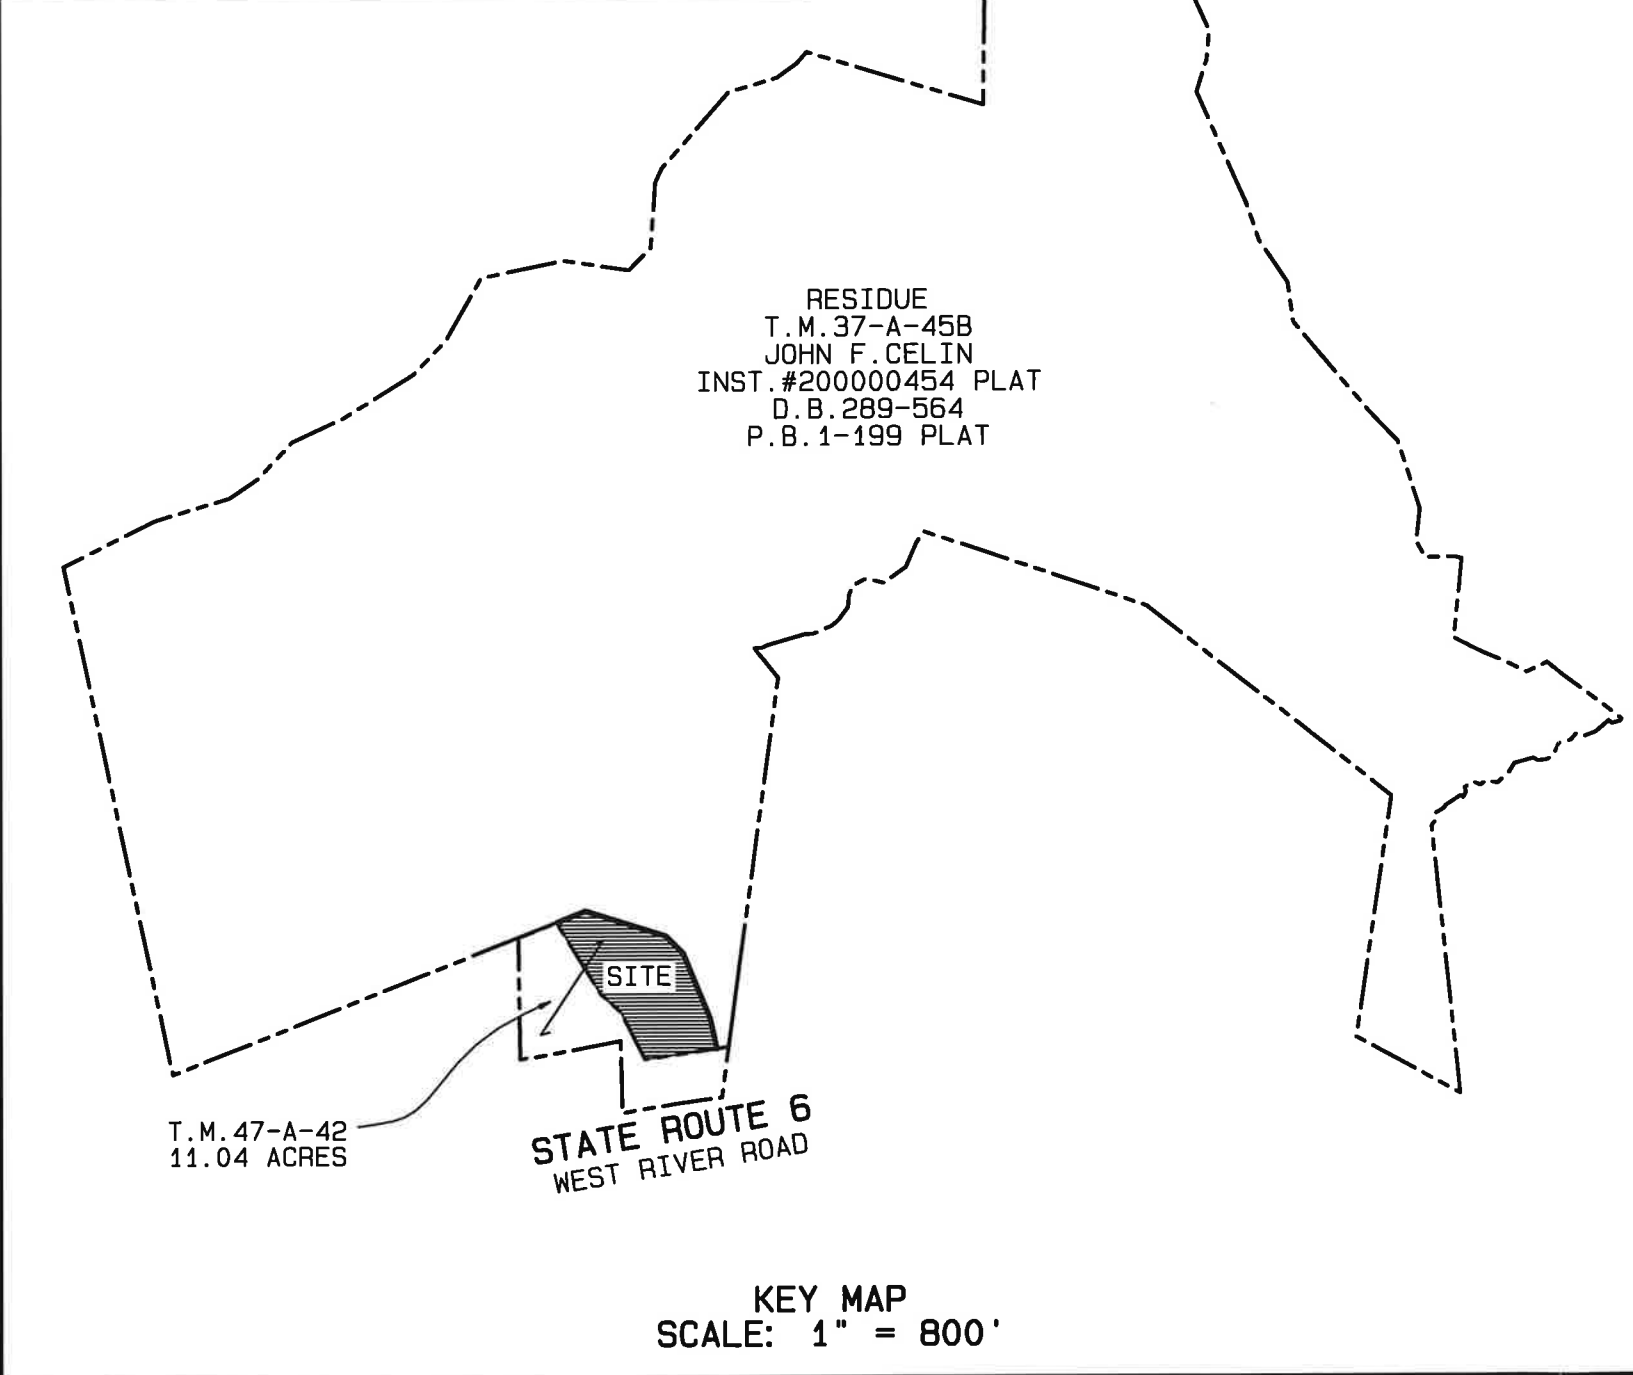 RESIDUE
T.M.37-A-45B
JOHN F.CELIN
INST.#200000454 PLAT
D.B.289-564
P.B.1-199 PLAT
SITE
T.M.47-A-42
11.04 ACRES
STATE ROUTE 6
WEST RIVER ROAD
KEY MAP
SCALE: 1" = 800'